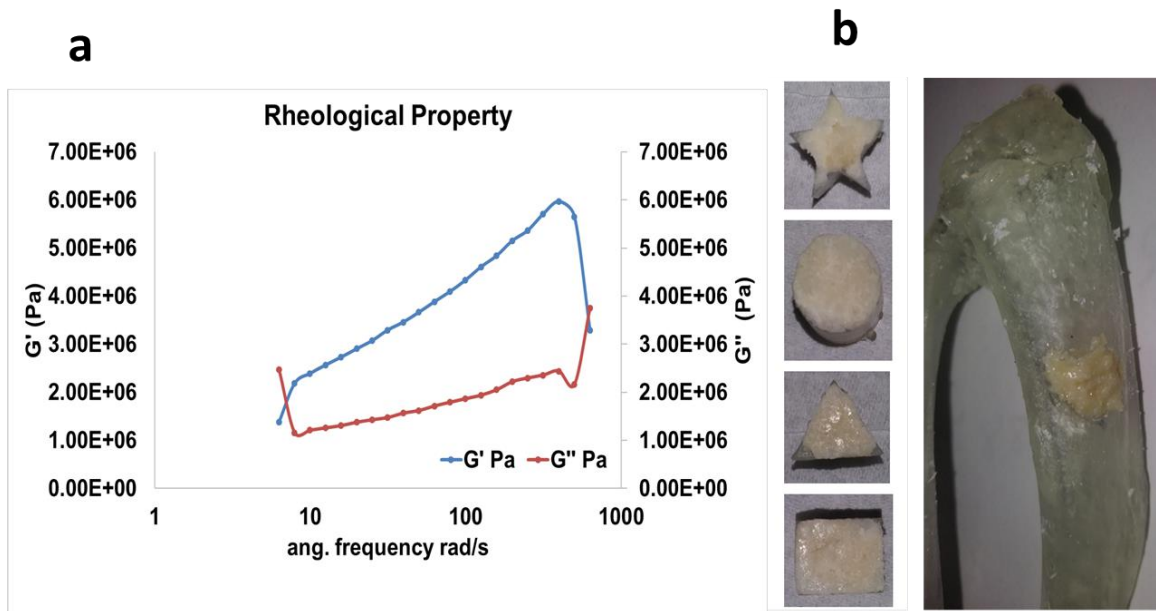 a
b
Rheological Property
7.00E+06
6.00E+06
5.00E+06
4.00E+06
3.00E+06
2.00E+06
1.00E+06
0.00E+00
G' (Pa)
7.00E+06
6.00E+06
5.00E+06
4.00E+06
3.00E+06
2.00E+06
1.00E+06
0.00E+00
G'' (Pa)
G' Pa
G" Pa
1
10
100
1000
ang. frequency rad/s